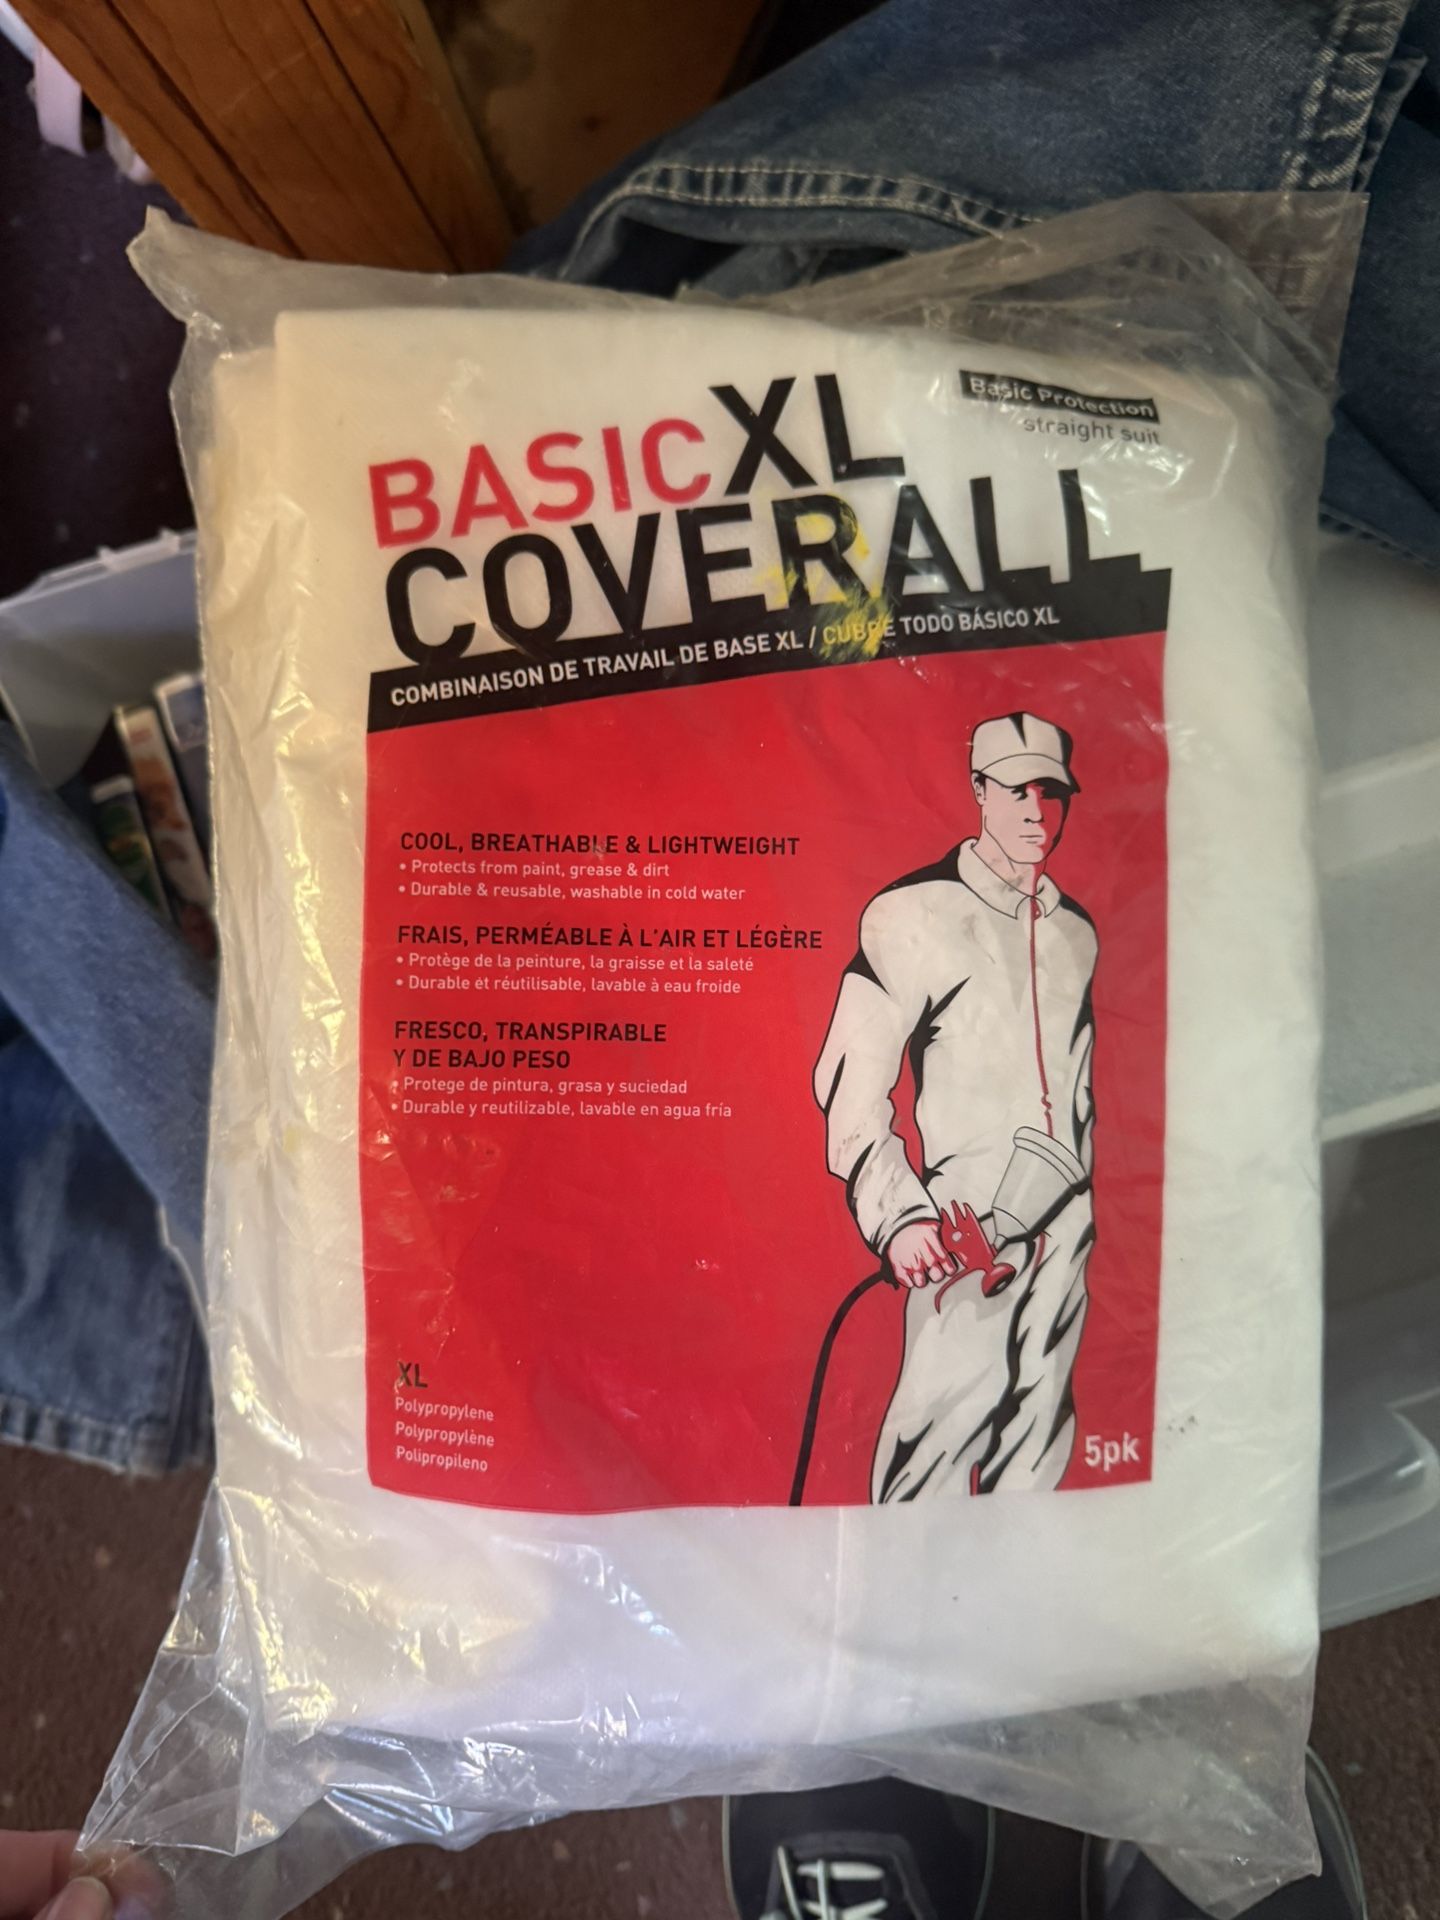 Basic Protection
straight suit
BASIC XL
COVERALL
COMBINAISON DE TRAVAIL DE BASE XL / CUBRE TODO BÁSICO XL
COOL, BREATHABLE & LIGHTWEIGHT
• Protects from paint, grease & dirt
• Durable & reusable, washable in cold water
FRAIS, PERMÉABLE À L'AIR ET LÉGÈRE
• Protège de la peinture, la graisse et la saleté
• Durable et réutilisable, lavable à eau froide
FRESCO, TRANSPIRABLE
Y DE BAJO PESO
• Protege de pintura, grasa y suciedad
• Durable y reutilizable, lavable en agua fría
XL
Polypropylene
Polypropylène
Polipropileno
5pk